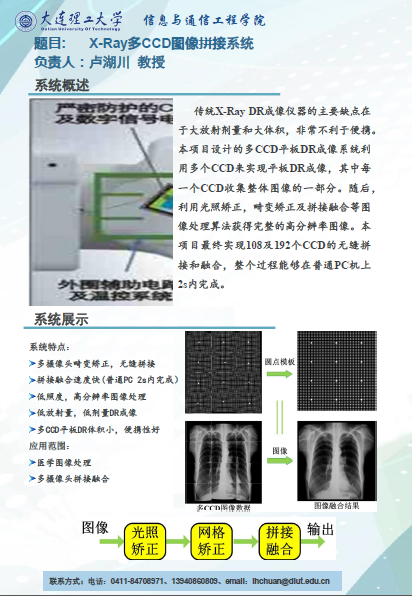 大连理工大学 信息与通信工程学院
Dalian University Of Technology
题目: X-Ray多CCD图像拼接系统
负责人：卢湖川 教授
系统概述
严密防护的C
及数字信号电
外围辅助电路
及温控系统
传统X-Ray DR成像仪器的主要缺点在
于大放射剂量和大体积，非常不利于便携。
本项目设计的多CCD平板DR成像系统利
用多个CCD来实现平板DR成像，其中每
一个CCD收集整体图像的一部分。随后，
利用光照矫正，畸变矫正及拼接融合等图
像处理算法获得完整的高分辨率图像。本
项目最终实现108及192个CCD的无缝拼
接和融合，整个过程能够在普通PC机上
2s内完成。
系统展示
系统特点：
➢多摄像头畸变矫正，无缝拼接
➢拼接融合速度快(普通PC 2s内完成)
➢低照度，高分辨率图像处理
➢低放射量，低剂量DR成像
➢多CCD平板DR体积小，便携性好
应用范围：
➢医学图像处理
➢多摄像头拼接融合
圆点模板
图像
多CCD图像数据
图像融合结果
图像
光照
矫正
网格
矫正
拼接
融合
输出
联系方式：电话：0411-84708971、13940860809、email：lhchuan@dlut.edu.cn